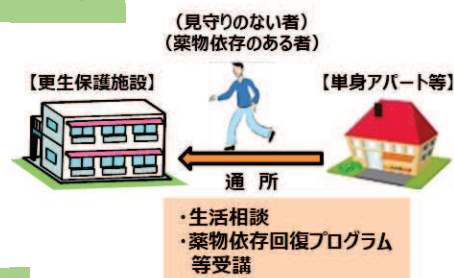 （見守りのない者）
（薬物依存のある者）
【更生保護施設】
【単身アパート等】
通 所
・生活相談
・薬物依存回復プログラム
等受講